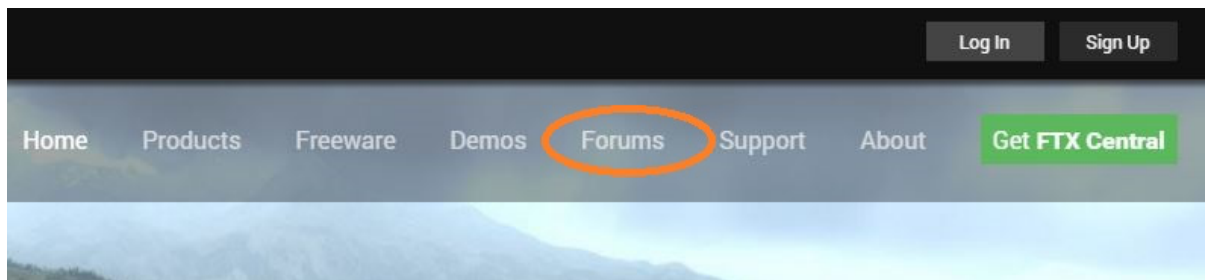 Log In Sign Up
Home Products Freeware Demos Forums Support About Get FTX Central